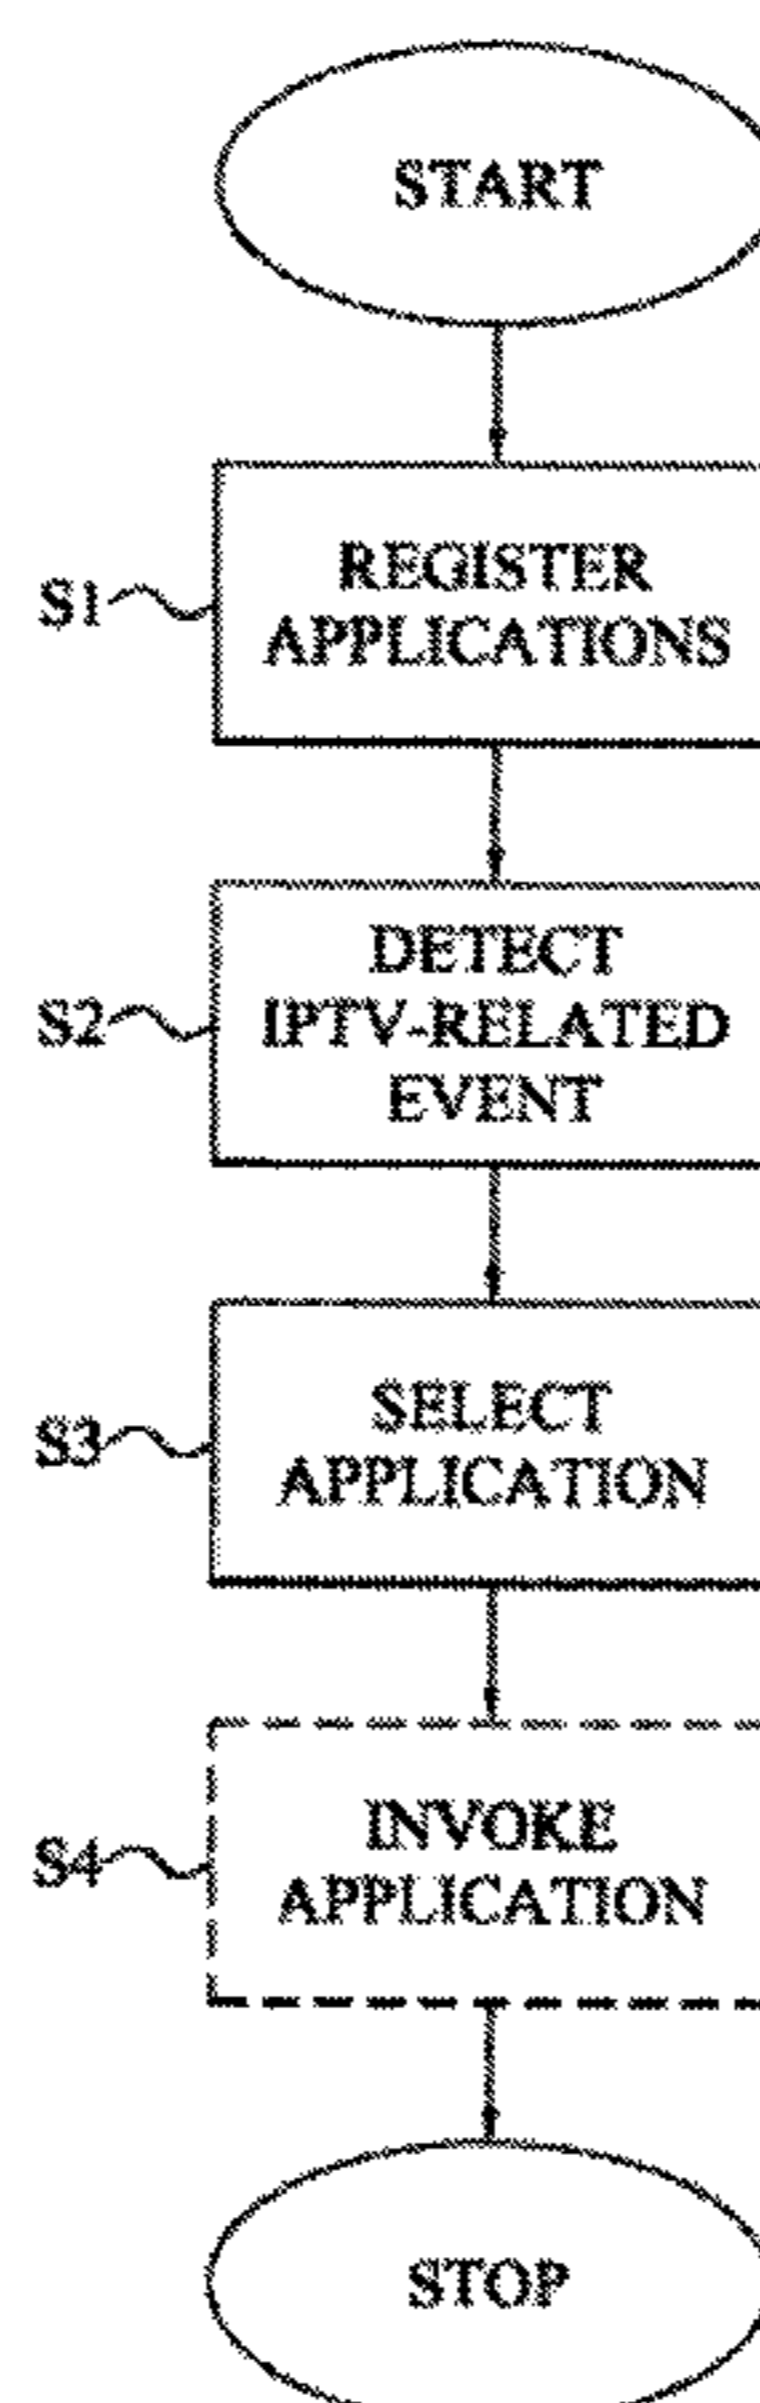 START
S1
REGISTER
APPLICATIONS
S2
DETECT
IPTV-RELATED
EVENT
S3
SELECT
APPLICATION
S4
INVOKE
APPLICATION
STOP